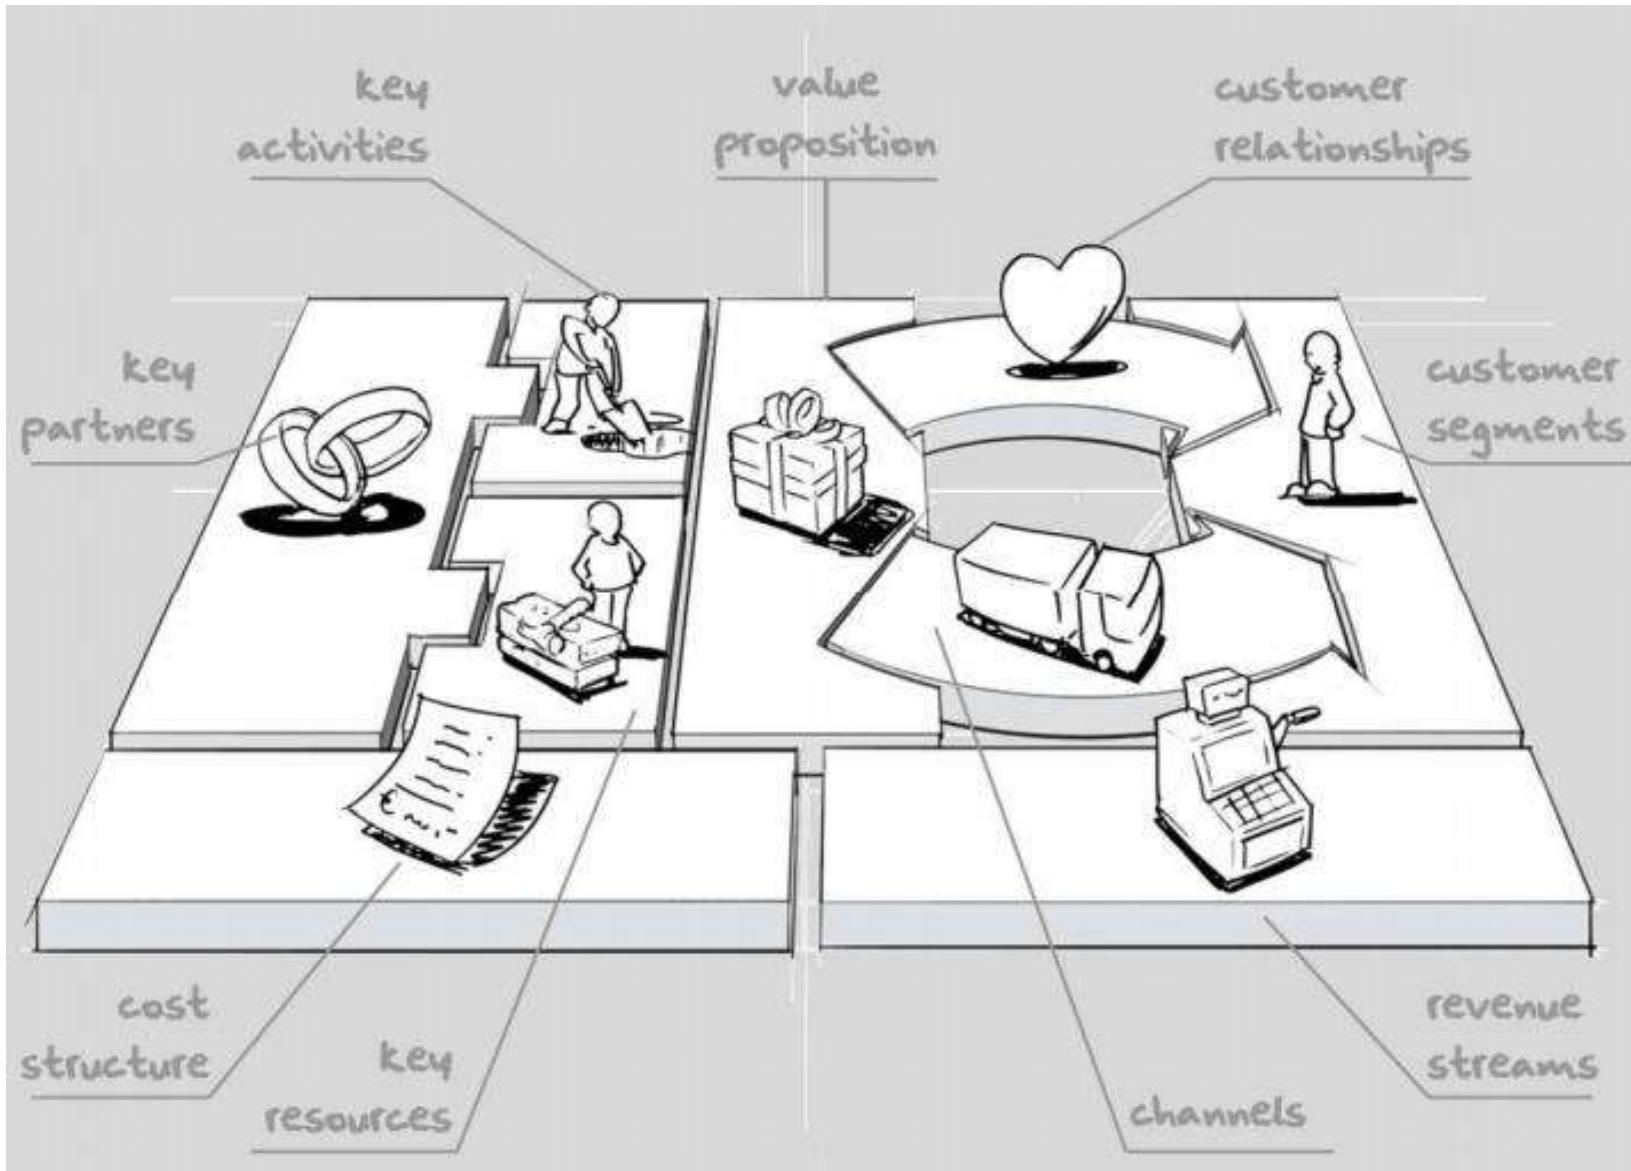 key
activities
value
proposition
customer
relationships
key
partners
customer
segments
cost
structure
key
resources
channels
revenue
streams